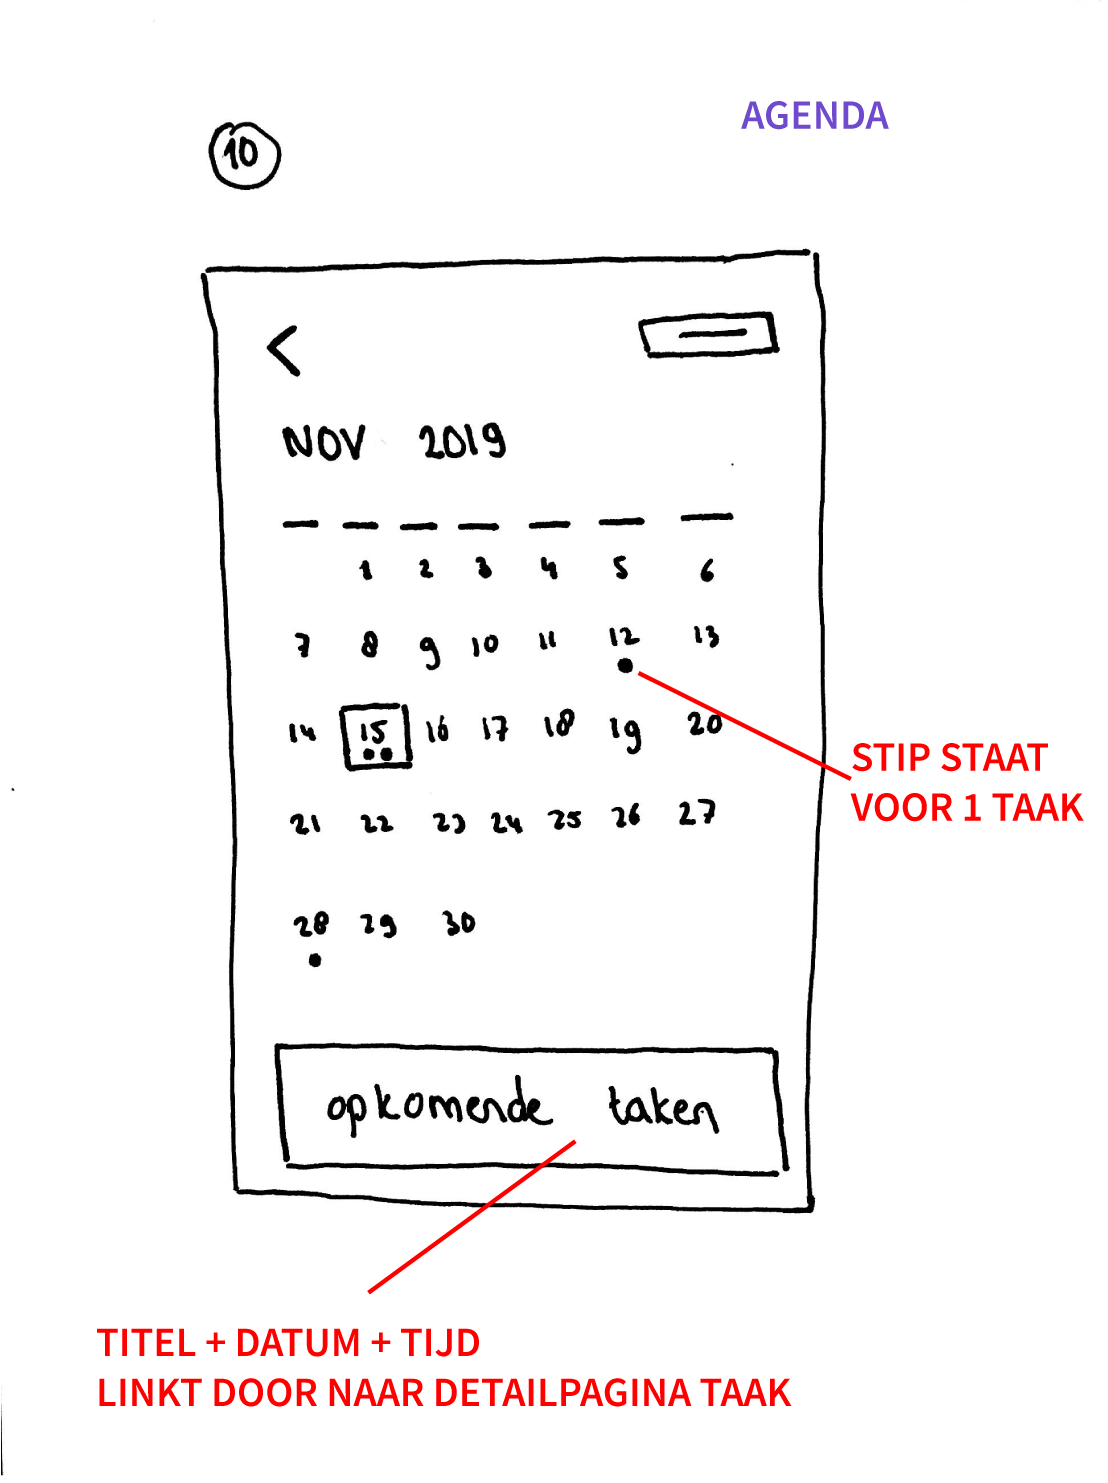 AGENDA
10
NOV 2019
1 2 3 4 5 6
7 8 9 10 11 12 13
14 15 16 17 18 19 20
21 22 23 24 25 26 27
28 29 30
STIP STAAT
VOOR 1 TAAK
opkomende taken
TITEL + DATUM + TIJD
LINKT DOOR NAAR DETAILPAGINA TAAK